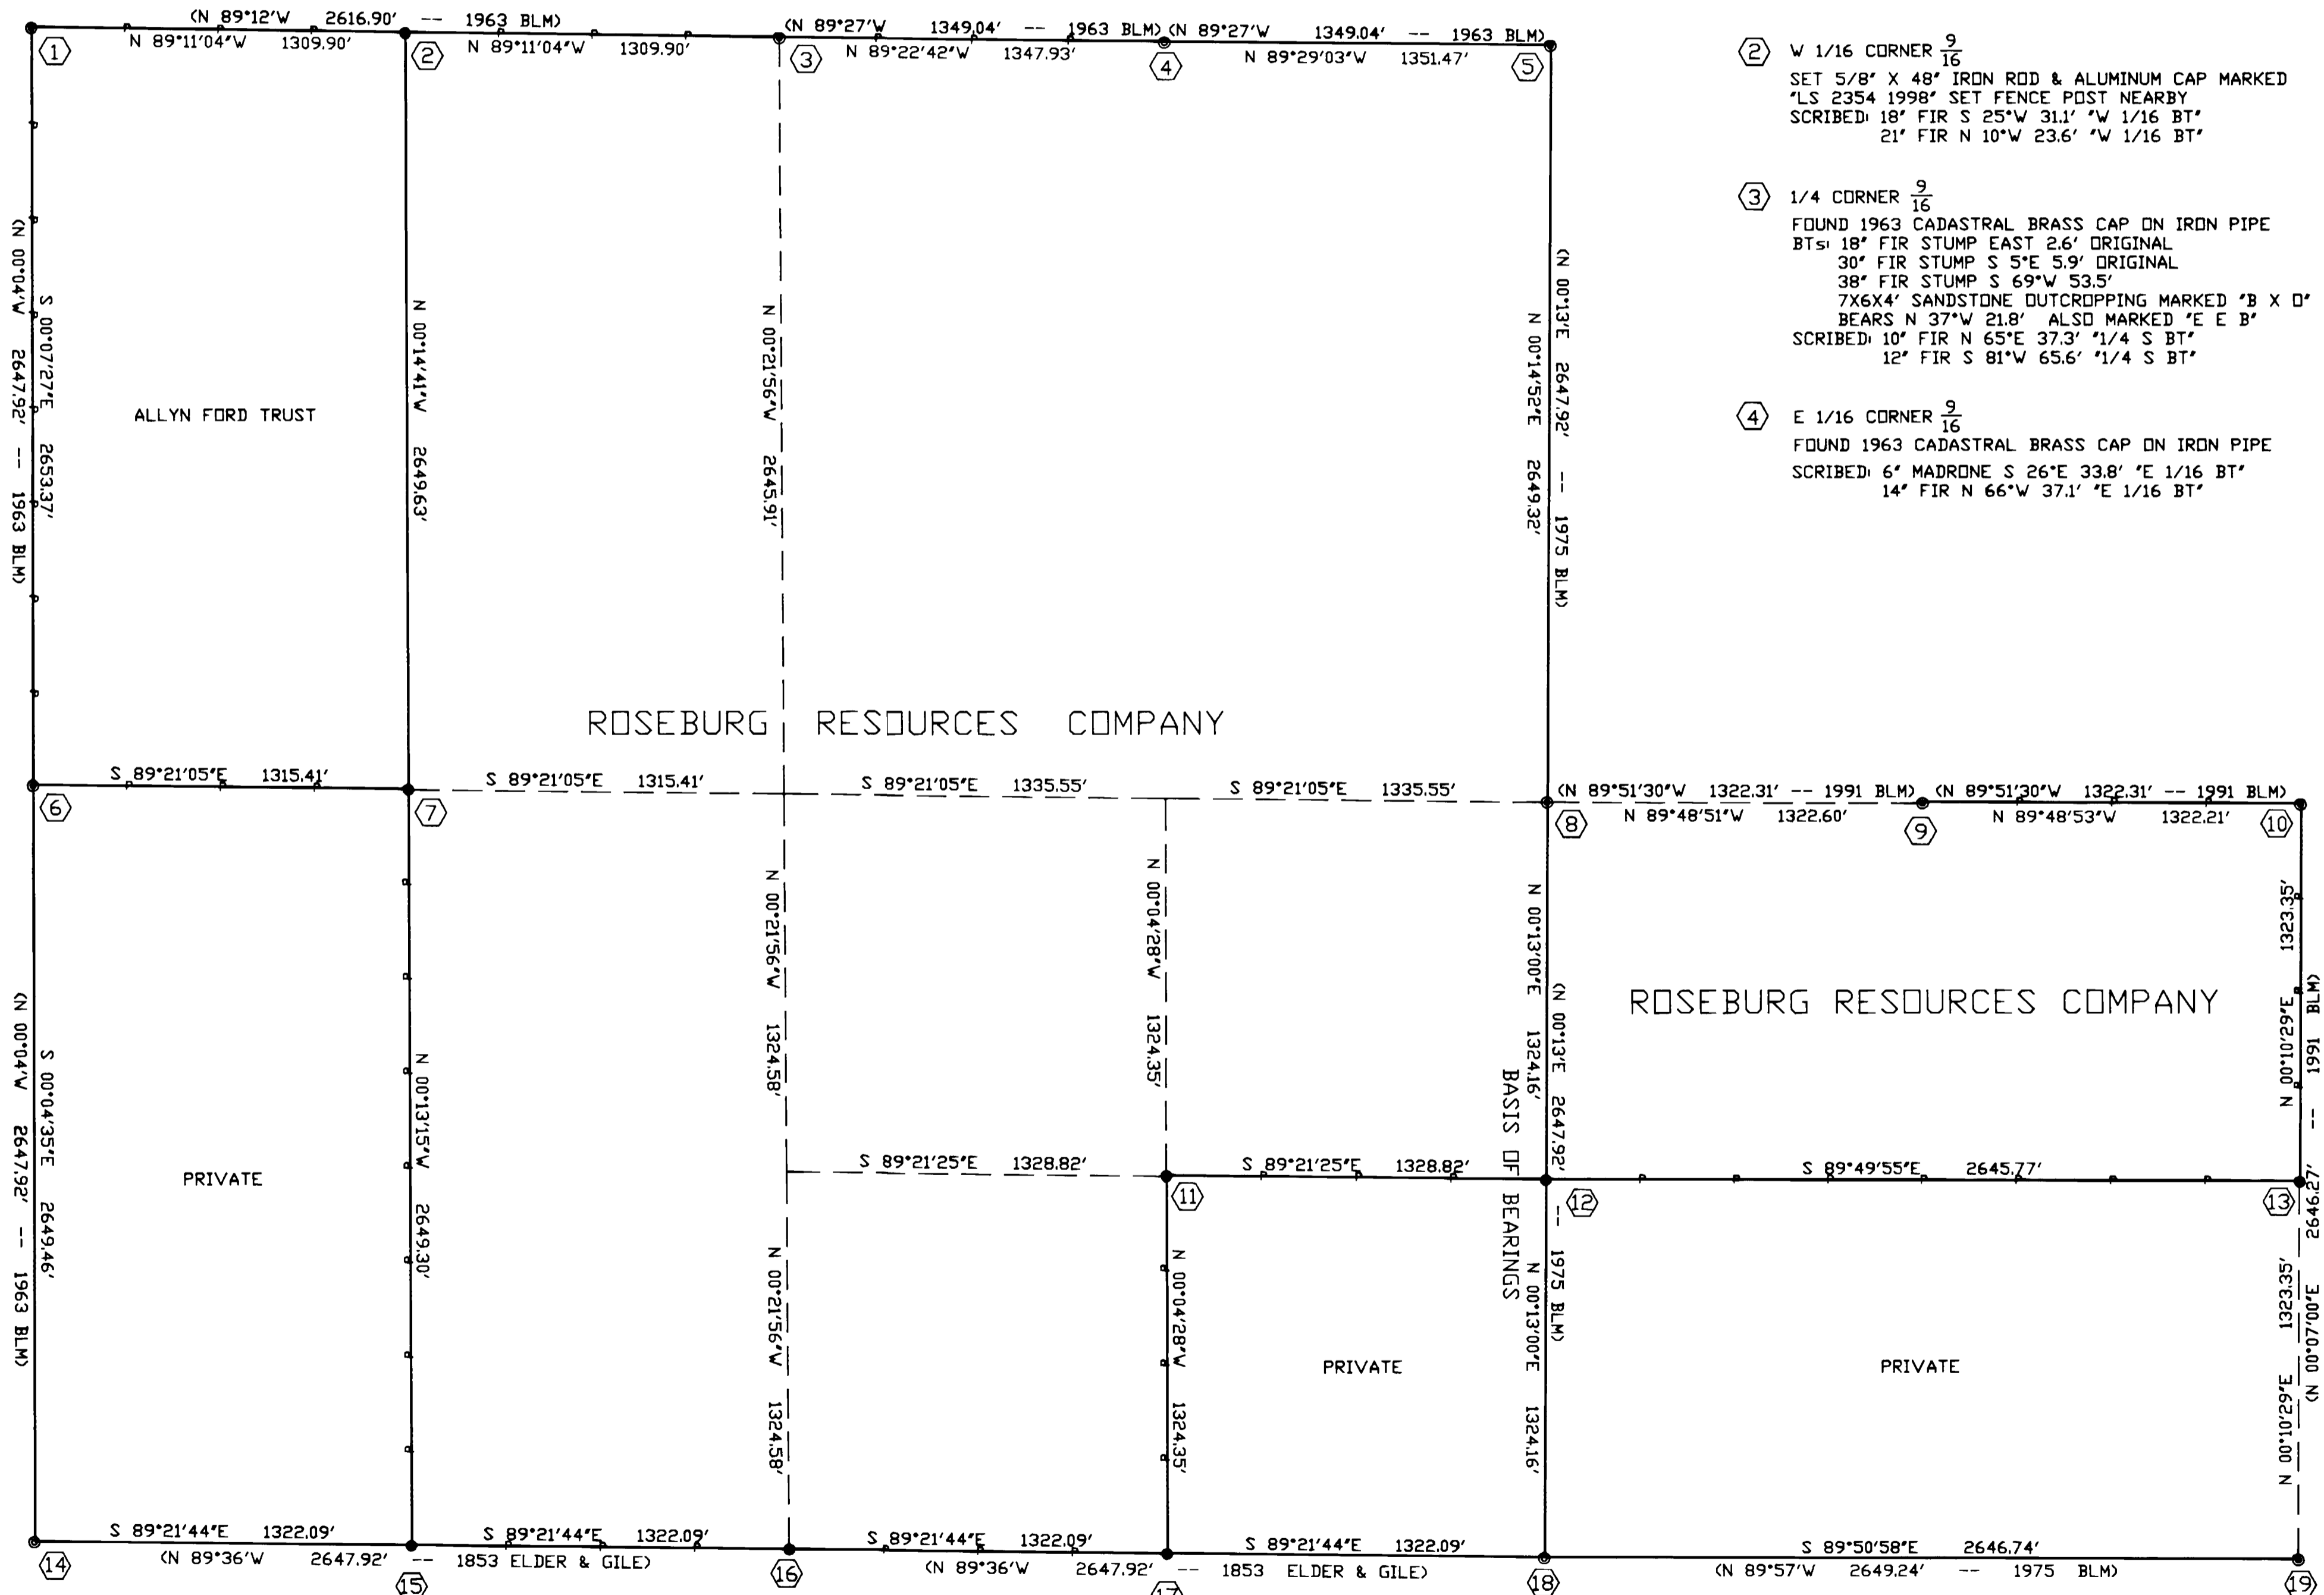 (N 89°12'W 2616.90' -- 1963 BLM)
(N 89°27'W 1349.04' -- 1963 BLM)
(N 89°27'W 1349.04' -- 1963 BLM)
1
N 89°11'04"W 1309.90'
2
N 89°11'04"W 1309.90'
3
N 89°22'42"W 1347.93'
4
N 89°29'03"W 1351.47'
5
2 W 1/16 CORNER 9/16
SET 5/8" X 48" IRON ROD & ALUMINUM CAP MARKED
"LS 2354 1998" SET FENCE POST NEARBY
SCRIBED: 18" FIR S 25°W 31.1' "W 1/16 BT"
21" FIR N 10°W 23.6' "W 1/16 BT"
3 1/4 CORNER 9/16
FOUND 1963 CADASTRAL BRASS CAP ON IRON PIPE
BTs: 18" FIR STUMP EAST 2.6' ORIGINAL
30" FIR STUMP S 5°E 5.9' ORIGINAL
38" FIR STUMP S 69°W 53.5'
7X6X4' SANDSTONE OUTCROPPING MARKED "B X O"
BEARS N 37°W 21.8' ALSO MARKED "E E B"
SCRIBED: 10" FIR N 65°E 37.3' "1/4 S BT"
12" FIR S 81°W 65.6' "1/4 S BT"
4 E 1/16 CORNER 9/16
FOUND 1963 CADASTRAL BRASS CAP ON IRON PIPE
SCRIBED: 6" MADRONE S 26°E 33.8' "E 1/16 BT"
14" FIR N 66°W 37.1' "E 1/16 BT"
(N 00°04'W 2647.92' -- 1963 BLM)
S 00°07'27"E 2653.37'
ALLYN FORD TRUST
N 00°14'41"W 2649.63'
N 00°21'56"W 2645.91'
N 00°14'52"E 2649.32'
(N 00°13'E 2647.92' -- 1975 BLM)
ROSEBURG RESOURCES COMPANY
S 89°21'05"E 1315.41'
S 89°21'05"E 1315.41'
S 89°21'05"E 1335.55'
S 89°21'05"E 1335.55'
(N 89°51'30"W 1322.31' -- 1991 BLM)
(N 89°51'30"W 1322.31' -- 1991 BLM)
6
7
8
N 89°48'51"W 1322.60'
9
N 89°48'53"W 1322.21'
10
(N 00°04'W 2647.92' -- 1963 BLM)
S 00°04'35"E 2649.46'
PRIVATE
N 00°13'15"W 2649.30'
N 00°21'56"W 1324.58'
N 00°04'28"W 1324.35'
N 00°13'00"E 1324.16'
(N 00°13'E 2647.92' -- 1975 BLM)
BASIS OF BEARINGS
ROSEBURG RESOURCES COMPANY
N 00°10'29"E 1323.35'
(N 00°07'00"E 2646.27' -- 1991 BLM)
S 89°21'25"E 1328.82'
S 89°21'25"E 1328.82'
S 89°49'55"E 2645.77'
11
12
13
N 00°21'56"W 1324.58'
N 00°04'28"W 1324.35'
PRIVATE
N 00°13'00"E 1324.16'
PRIVATE
N 00°10'29"E 1323.35'
S 89°21'44"E 1322.09'
S 89°21'44"E 1322.09'
S 89°21'44"E 1322.09'
S 89°21'44"E 1322.09'
S 89°50'58"E 2646.74'
14
(N 89°36'W 2647.92' -- 1853 ELDER & GILE)
15
16
(N 89°36'W 2647.92' -- 1853 ELDER & GILE)
17
18
(N 89°57'W 2649.24' -- 1975 BLM)
19